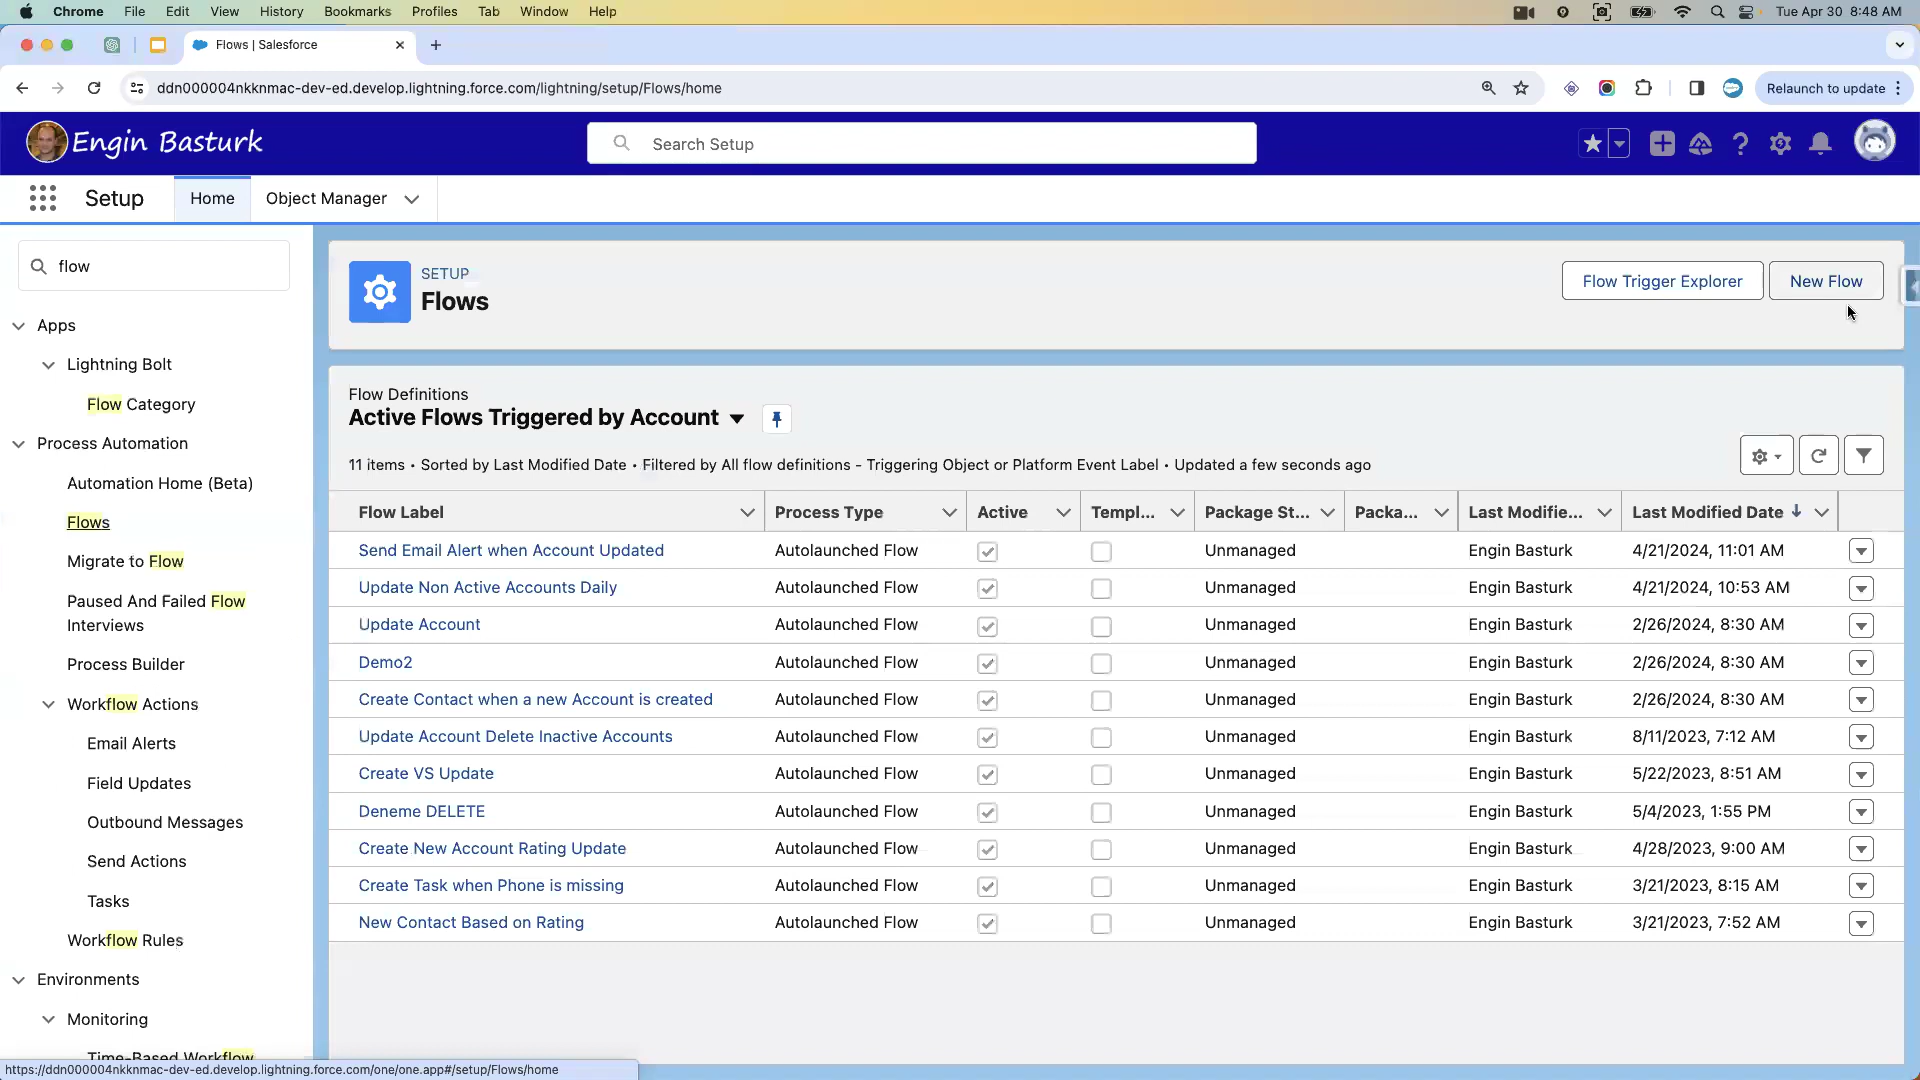 Chrome File Edit View History Bookmarks Profiles Tab Window Help Tue Apr 30 8:48 AM
Flows | Salesforce
ddn000004nkknmac-dev-ed.develop.lightning.force.com/lightning/setup/Flows/home Relaunch to update
Engin Basturk Search Setup
Setup Home Object Manager
flow
Apps
Lightning Bolt
Flow Category
Process Automation
Automation Home (Beta)
Flows
Migrate to Flow
Paused And Failed Flow
Interviews
Process Builder
Workflow Actions
Email Alerts
Field Updates
Outbound Messages
Send Actions
Tasks
Workflow Rules
Environments
Monitoring
Time-Based Workflow
SETUP
Flows
Flow Trigger Explorer New Flow
Flow Definitions
Active Flows Triggered by Account
11 items • Sorted by Last Modified Date • Filtered by All flow definitions - Triggering Object or Platform Event Label • Updated a few seconds ago
Flow Label Process Type Active Templ... Package St... Packa... Last Modifie... Last Modified Date
Send Email Alert when Account Updated Autolaunched Flow Unmanaged Engin Basturk 4/21/2024, 11:01 AM
Update Non Active Accounts Daily Autolaunched Flow Unmanaged Engin Basturk 4/21/2024, 10:53 AM
Update Account Autolaunched Flow Unmanaged Engin Basturk 2/26/2024, 8:30 AM
Demo2 Autolaunched Flow Unmanaged Engin Basturk 2/26/2024, 8:30 AM
Create Contact when a new Account is created Autolaunched Flow Unmanaged Engin Basturk 2/26/2024, 8:30 AM
Update Account Delete Inactive Accounts Autolaunched Flow Unmanaged Engin Basturk 8/11/2023, 7:12 AM
Create VS Update Autolaunched Flow Unmanaged Engin Basturk 5/22/2023, 8:51 AM
Deneme DELETE Autolaunched Flow Unmanaged Engin Basturk 5/4/2023, 1:55 PM
Create New Account Rating Update Autolaunched Flow Unmanaged Engin Basturk 4/28/2023, 9:00 AM
Create Task when Phone is missing Autolaunched Flow Unmanaged Engin Basturk 3/21/2023, 8:15 AM
New Contact Based on Rating Autolaunched Flow Unmanaged Engin Basturk 3/21/2023, 7:52 AM
https://ddn000004nkknmac-dev-ed.develop.lightning.force.com/one/one.app#/setup/Flows/home